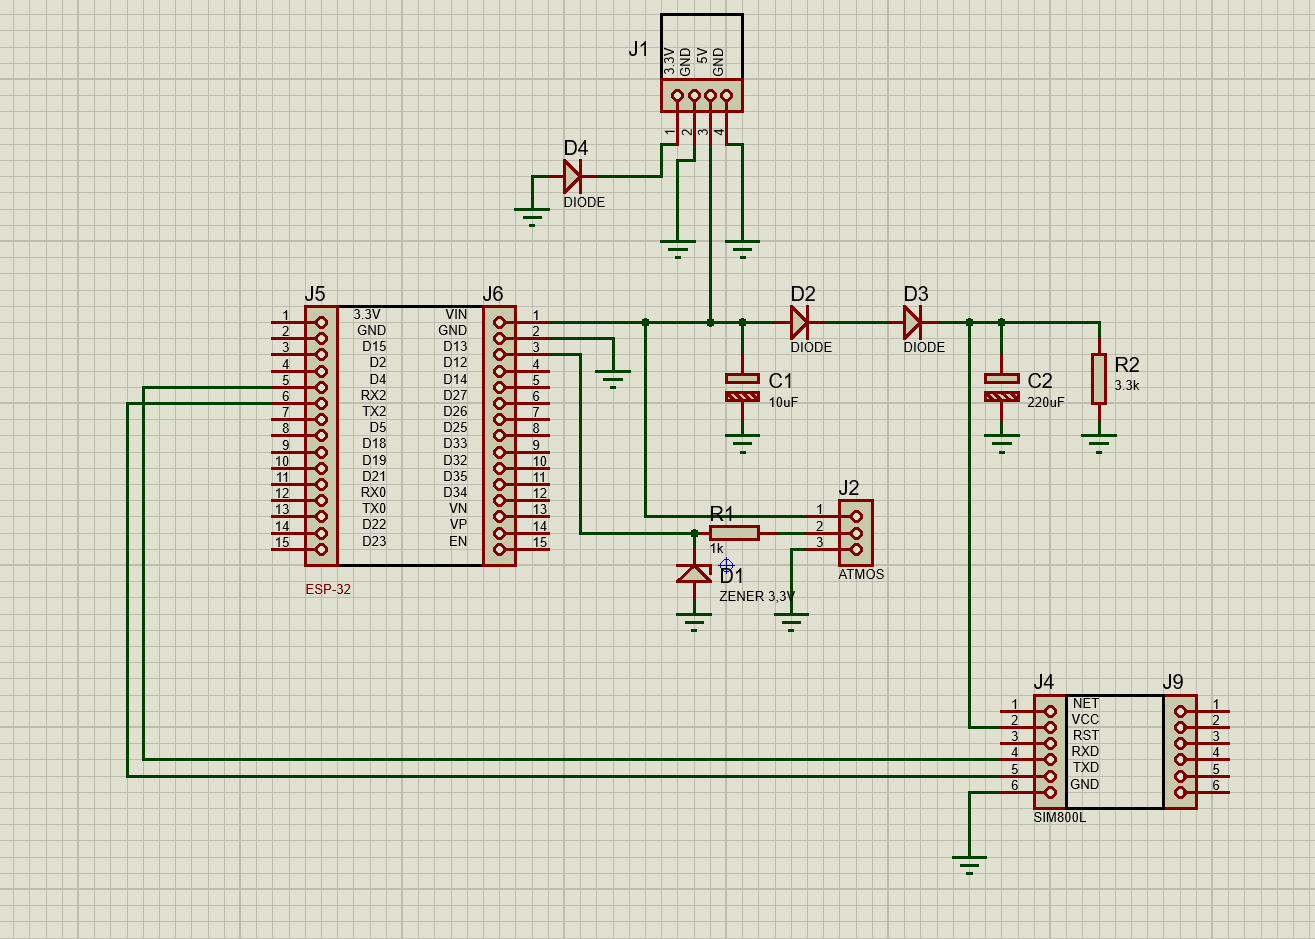 J1
3.3V
GND
5V
GND
1
2
3
4
D4
DIODE
J5
J6
1
2
3
4
5
6
7
8
9
10
11
12
13
14
15
3.3V
GND
D15
D2
D4
RX2
TX2
D5
D18
D19
D21
RX0
TX0
D22
D23
VIN
GND
D13
D12
D14
D27
D26
D25
D33
D32
D35
D34
VN
VP
EN
1
2
3
4
5
6
7
8
9
10
11
12
13
14
15
ESP-32
D2
DIODE
D3
DIODE
C1
10uF
C2
220uF
R2
3.3k
J2
1
2
3
ATMOS
R1
1k
D1
ZENER 3,3V
J4
J9
1
2
3
4
5
6
NET
VCC
RST
RXD
TXD
GND
1
2
3
4
5
6
SIM800L